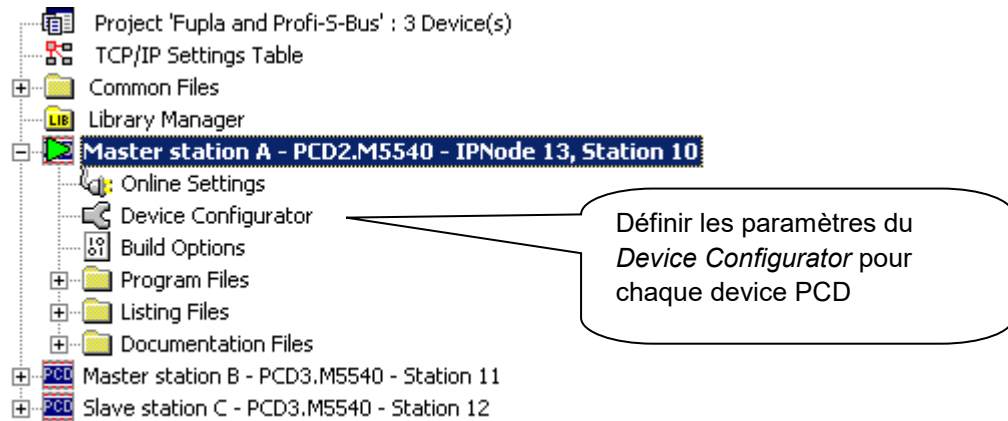 Project 'Fupla and Profi-S-Bus' : 3 Device(s)
TCP/IP Settings Table
Common Files
LIB Library Manager
Master station A - PCD2.M5540 - IPNode 13, Station 10
Online Settings
Device Configurator
Build Options
Program Files
Listing Files
Documentation Files
PCD Master station B - PCD3.M5540 - Station 11
PCD Slave station C - PCD3.M5540 - Station 12
Définir les paramètres du
Device Configurator pour
chaque device PCD